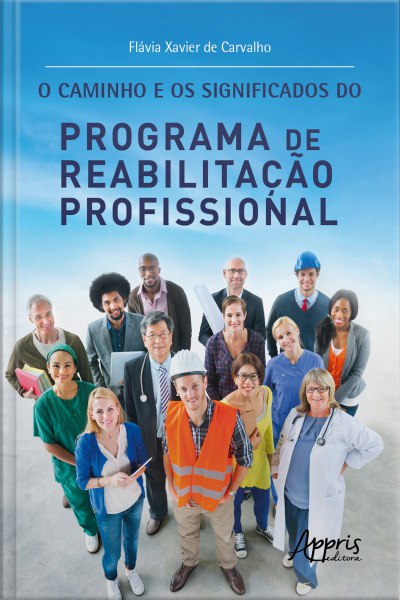 Flávia Xavier de Carvalho
O CAMINHO E OS SIGNIFICADOS DO
PROGRAMA DE
REABILITAÇÃO
PROFISSIONAL
Appris
editora